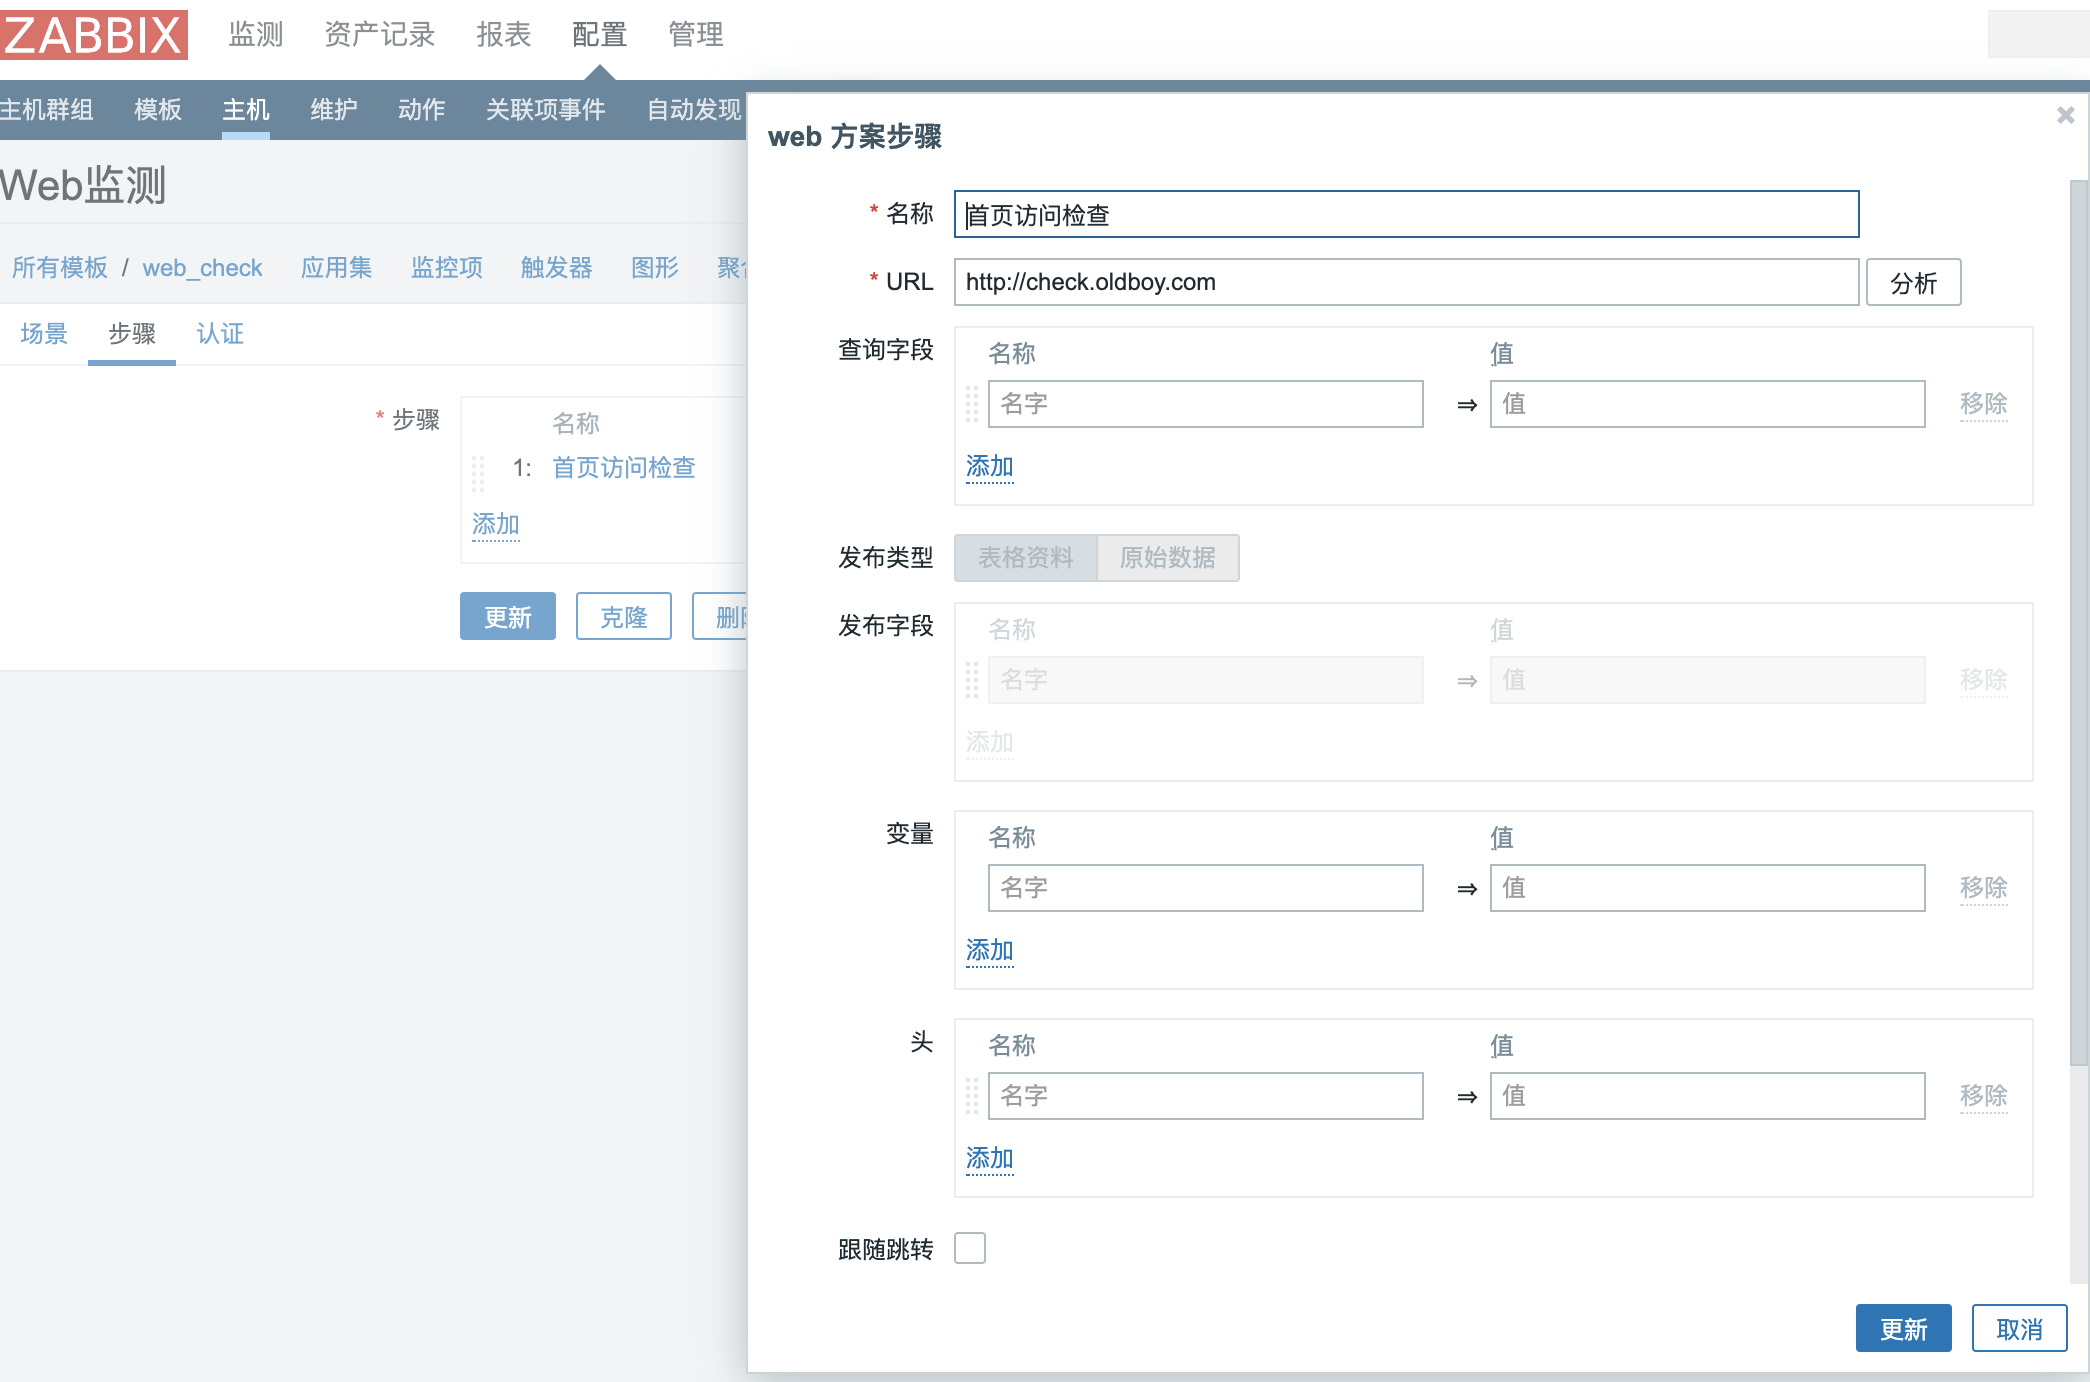 ZABBIX 监测 资产记录 报表 配置 管理
主机群组 模板 主机 维护 动作 关联项事件 自动发现
Web监测
所有模板 / web_check 应用集 监控项 触发器 图形
场景 步骤 认证
* 步骤
名称
1: 首页访问检查
添加
更新 克隆
web 方案步骤
* 名称 首页访问检查
* URL http://check.oldboy.com 分析
查询字段 名称 值
名字 ⇒ 值 移除
添加
发布类型 表格资料 原始数据
发布字段 名称 值
名字 ⇒ 值 移除
添加
变量 名称 值
名字 ⇒ 值 移除
添加
头 名称 值
名字 ⇒ 值 移除
添加
跟随跳转
更新 取消